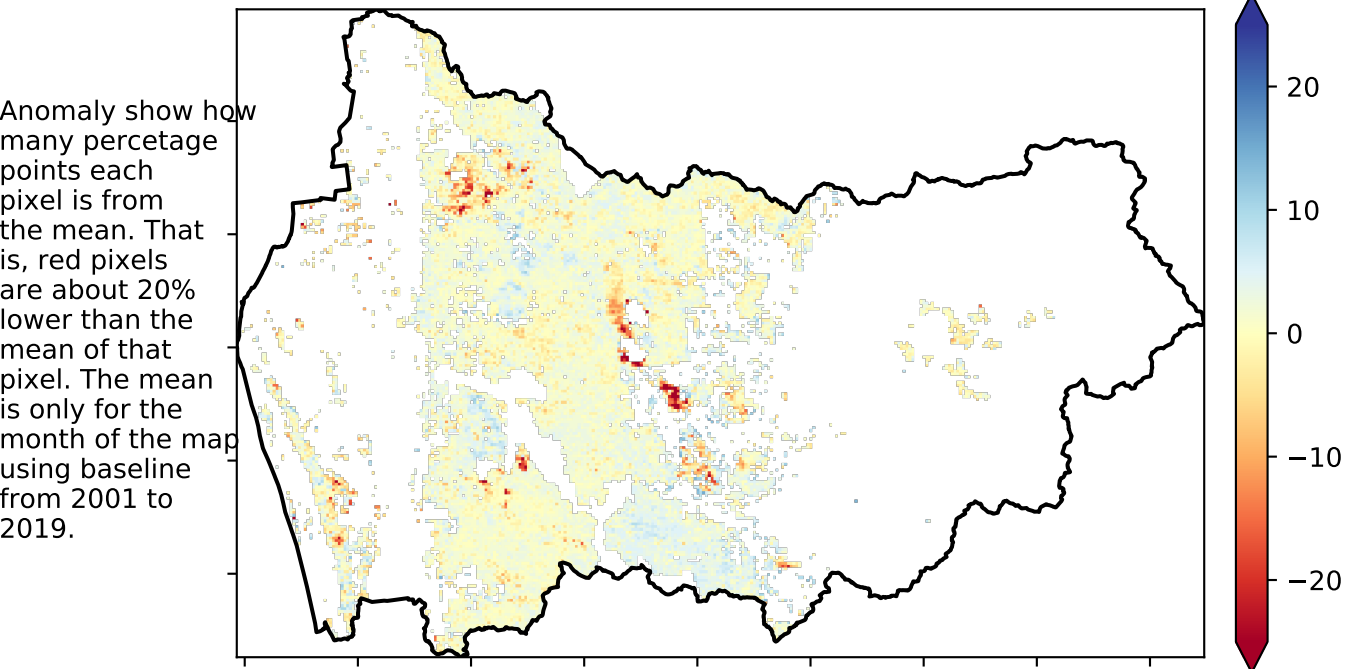 Anomaly show how
many percetage
points each
pixel is from
the mean. That
is, red pixels
are about 20%
lower than the
mean of that
pixel. The mean
is only for the
month of the map
using baseline
from 2001 to
2019.
20
10
0
−10
−20